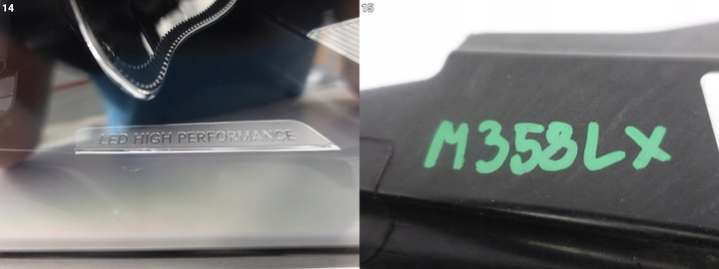 14
LED HIGH PERFORMANCE
15
M358LX